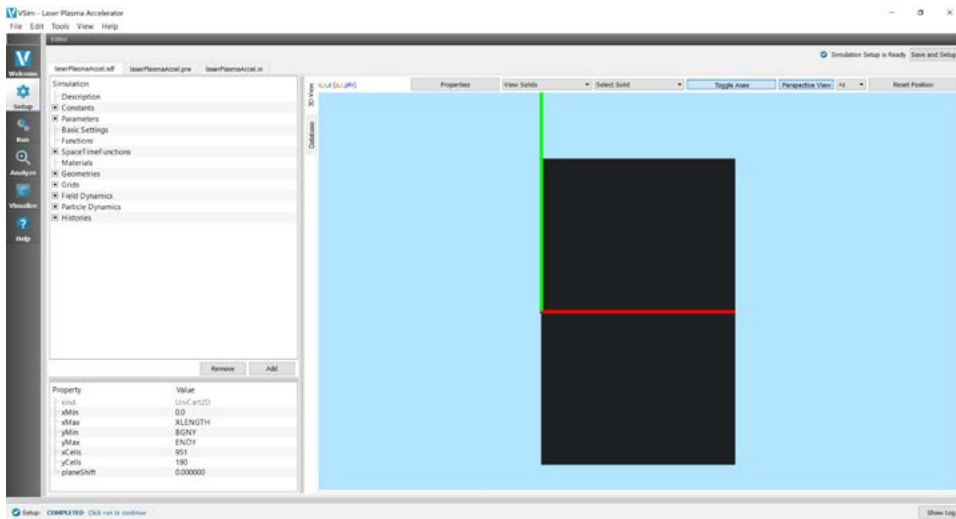 VSim - Laser Plasma Accelerator
File Edit Tools View Help
Editor
Simulation Setup is Ready Save and Setup
Welcome
Setup
Run
Analyze
Visualize
Help
laserPlasmaAccel.sdf laserPlasmaAccel.pre laserPlasmaAccel.in
Simulation
Description
Constants
Parameters
Basic Settings
Functions
SpaceTimeFunctions
Materials
Geometries
Grids
Field Dynamics
Particle Dynamics
Histories
Remove Add
Property Value
kind UniCart2D
xMin 0.0
xMax XLENGTH
yMin BGNY
yMax ENDY
xCells 951
yCells 190
planeShift 0.000000
3D View
Database
Properties View Solids Select Solid Toggle Axes Perspective View +z Reset Position
Setup: COMPLETED Click run to continue
Show Log